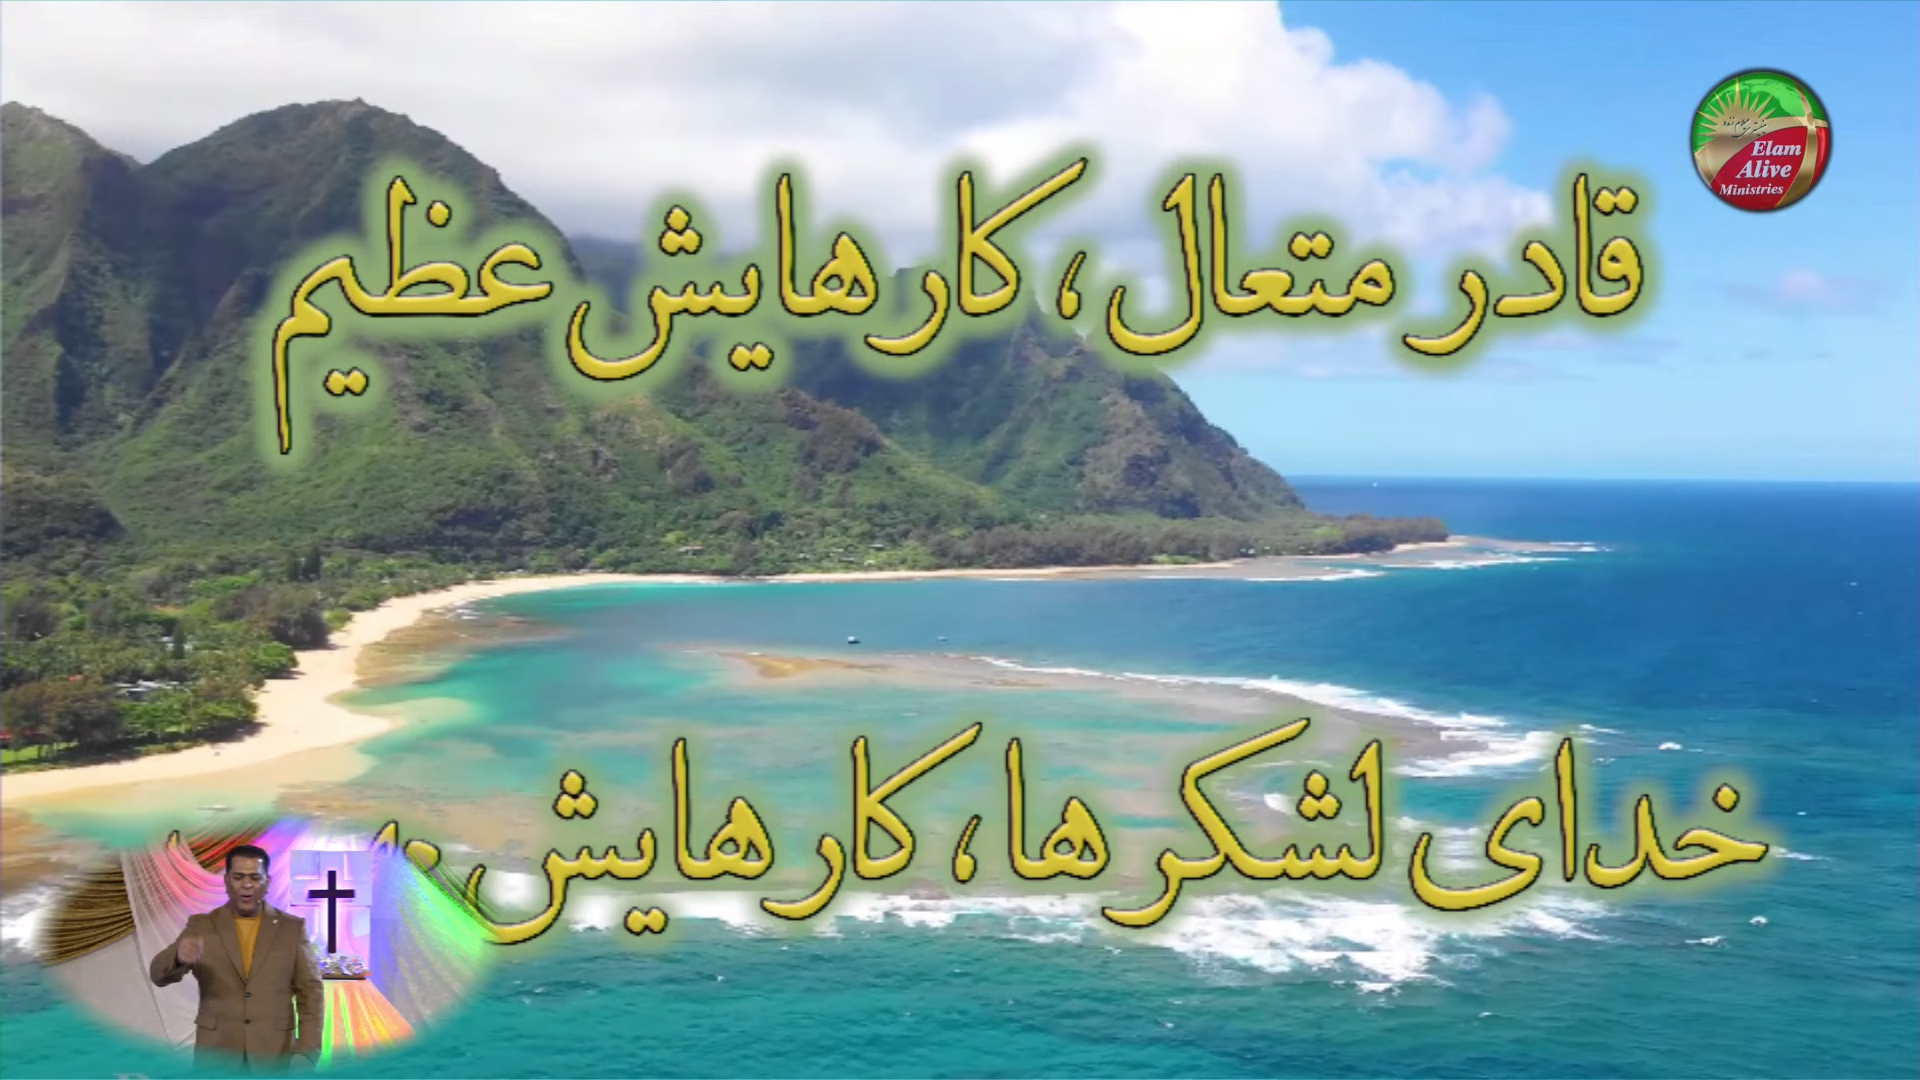 Elam
Alive
Ministries
قادر متعال، کارهایش عظیم
خدای لشکرها، کارهایش